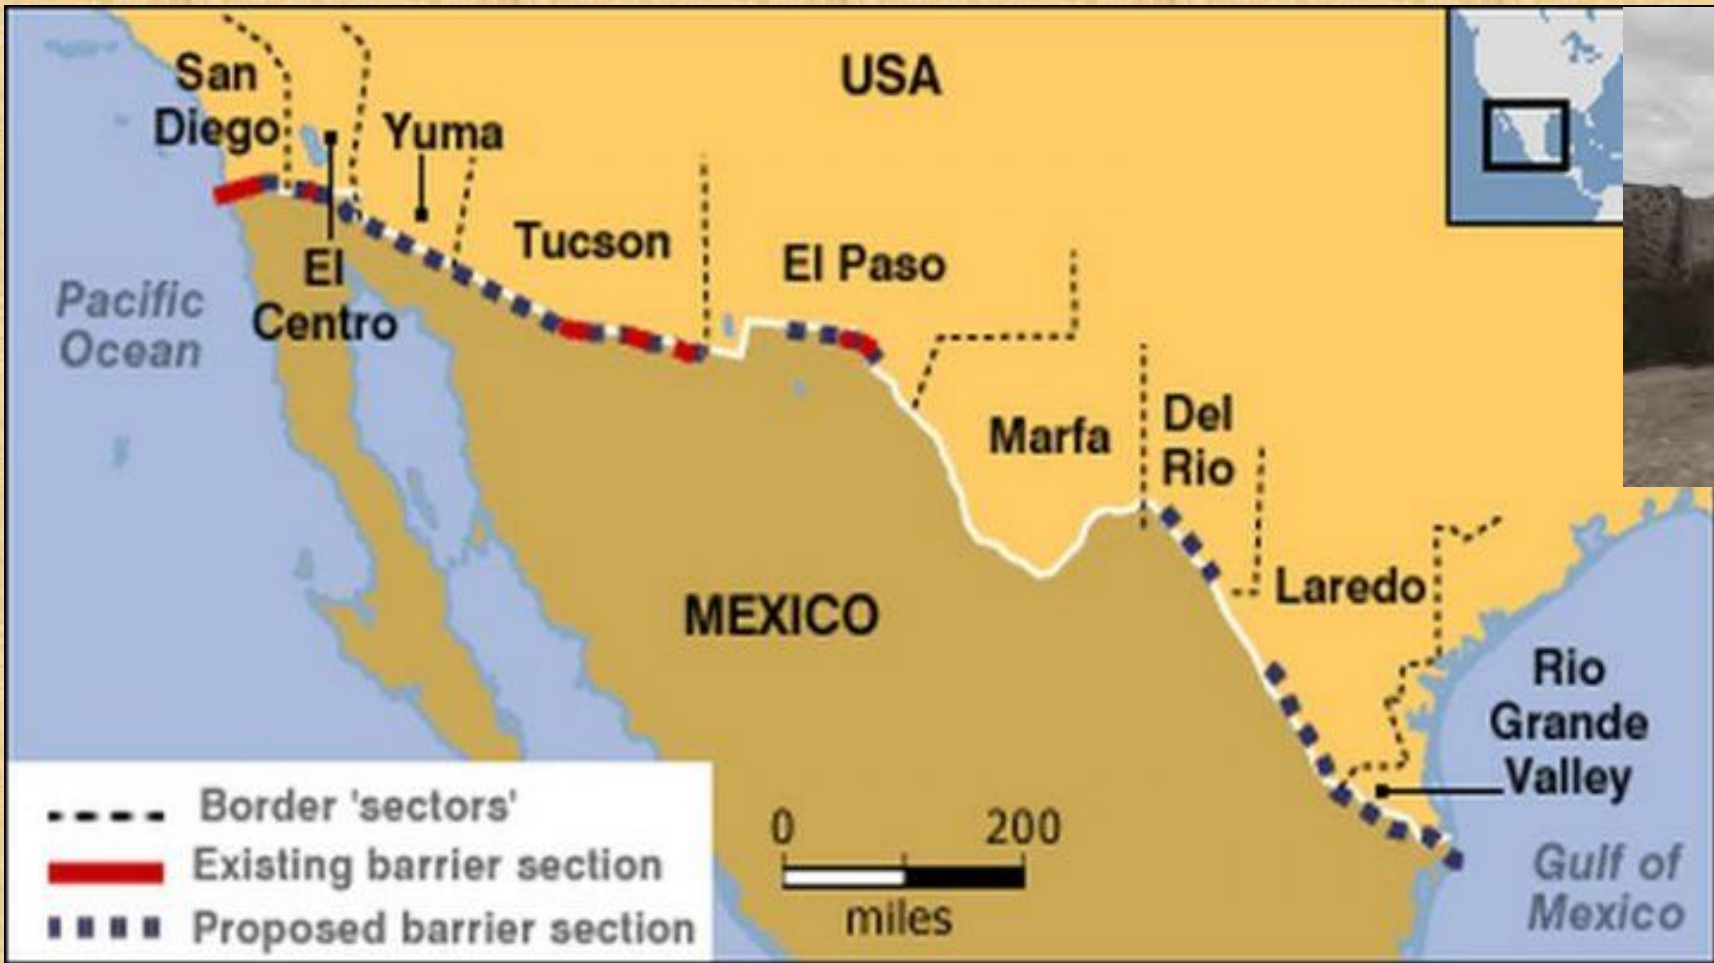 San
Diego
Yuma
USA
Tucson
El Paso
El
Centro
Pacific
Ocean
Marfa
Del
Rio
Laredo
MEXICO
Rio
Grande
Valley
Border 'sectors'
Existing barrier section
Proposed barrier section
0 200
miles
Gulf of
Mexico